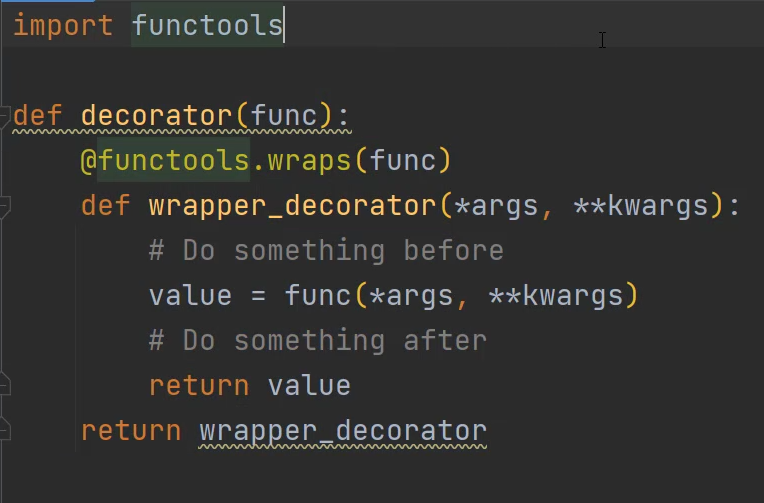 import functools
def decorator(func):
    @functools.wraps(func)
    def wrapper_decorator(*args, **kwargs):
        # Do something before
        value = func(*args, **kwargs)
        # Do something after
        return value
    return wrapper_decorator